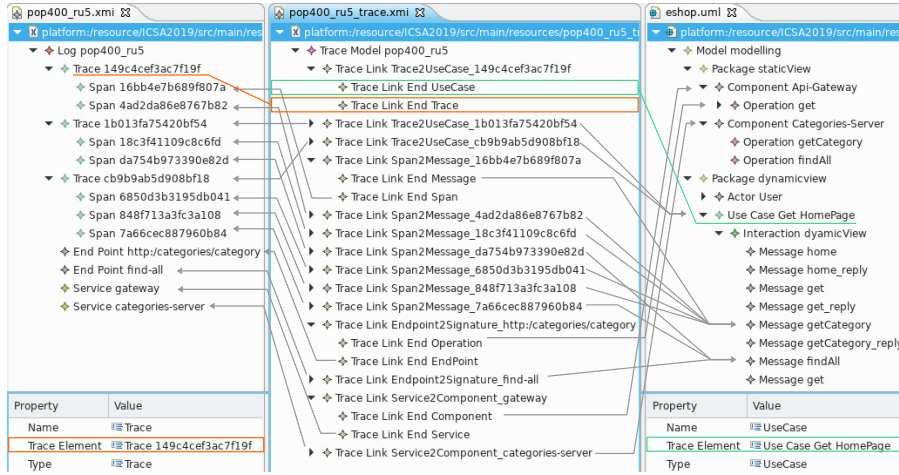 pop400_ru5.xmi
platform:/resource/ICSA2019/src/main/res
Log pop400_ru5
Trace 149c4cef3ac7f19f
Span 16bb4e7b689f807a
Span 4ad2da86e8767b82
Trace 1b013fa75420bf54
Span 18c3f41109c8c6fd
Span da754b973390e82d
Trace cb9b9ab5d908bf18
Span 6850d3b3195db041
Span 848f713a3fc3a108
Span 7a66cec887960b84
End Point http:/categories/category
End Point find-all
Service gateway
Service categories-server
Property Value
Name Trace
Trace Element Trace 149c4cef3ac7f19f
Type Trace
pop400_ru5_trace.xmi
platform:/resource/ICSA2019/src/main/resources/pop400_ru5_tr
Trace Model pop400_ru5
Trace Link Trace2UseCase_149c4cef3ac7f19f
Trace Link End UseCase
Trace Link End Trace
Trace Link Trace2UseCase_1b013fa75420bf54
Trace Link Trace2UseCase_cb9b9ab5d908bf18
Trace Link Span2Message_16bb4e7b689f807a
Trace Link End Message
Trace Link End Span
Trace Link Span2Message_4ad2da86e8767b82
Trace Link Span2Message_18c3f41109c8c6fd
Trace Link Span2Message_da754b973390e82d
Trace Link Span2Message_6850d3b3195db041
Trace Link Span2Message_848f713a3fc3a108
Trace Link Span2Message_7a66cec887960b84
Trace Link Endpoint2Signature_http:/categories/category
Trace Link End Operation
Trace Link End EndPoint
Trace Link Endpoint2Signature_find-all
Trace Link Service2Component_gateway
Trace Link End Component
Trace Link End Service
Trace Link Service2Component_categories-server
eshop.uml
platform:/resource/ICSA2019/src/main/res
Model modelling
Package staticView
Component Api-Gateway
Operation get
Component Categories-Server
Operation getCategory
Operation findAll
Package dynamicview
Actor User
Use Case Get HomePage
Interaction dyamicView
Message home
Message home_reply
Message get
Message get_reply
Message getCategory
Message getCategory_reply
Message findAll
Message get
Property Value
Name UseCase
Trace Element Use Case Get HomePage
Type UseCase